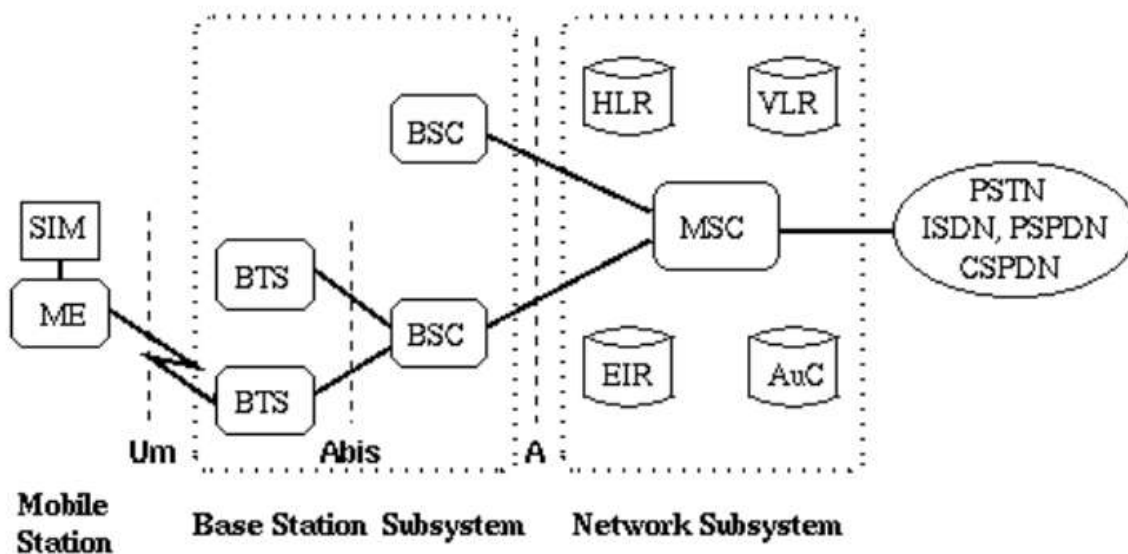 HLR
VLR
BSC
SIM
MSC
PSTN
ISDN, PSPDN
CSPDN
BTS
ME
BSC
BTS
EIR
AuC
Um
Abis
A
Mobile
Station
Base Station Subsystem
Network Subsystem